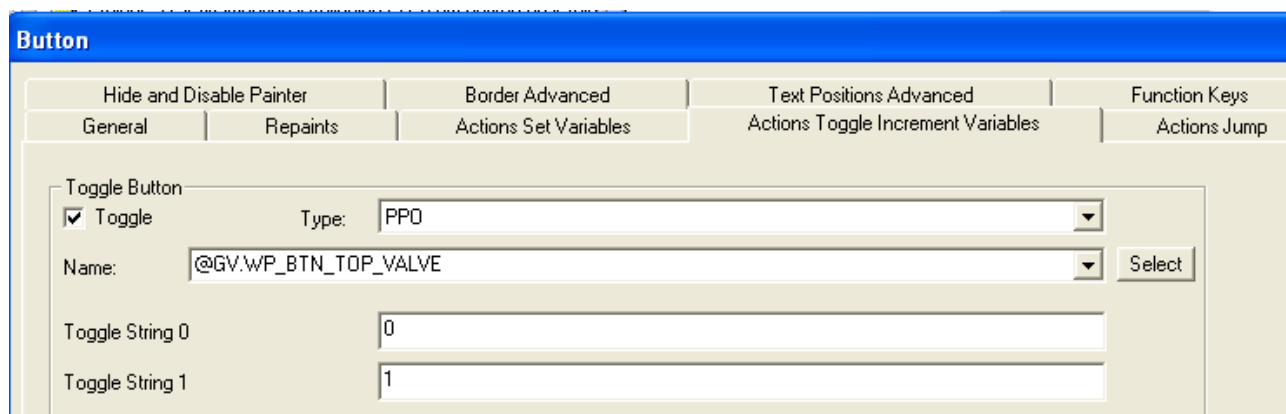 Button
Hide and Disable Painter Border Advanced Text Positions Advanced Function Keys
General Repaints Actions Set Variables Actions Toggle Increment Variables Actions Jump
Toggle Button
Toggle Type: PPO
Name: @GV.WP_BTN_TOP_VALVE Select
Toggle String 0 0
Toggle String 1 1